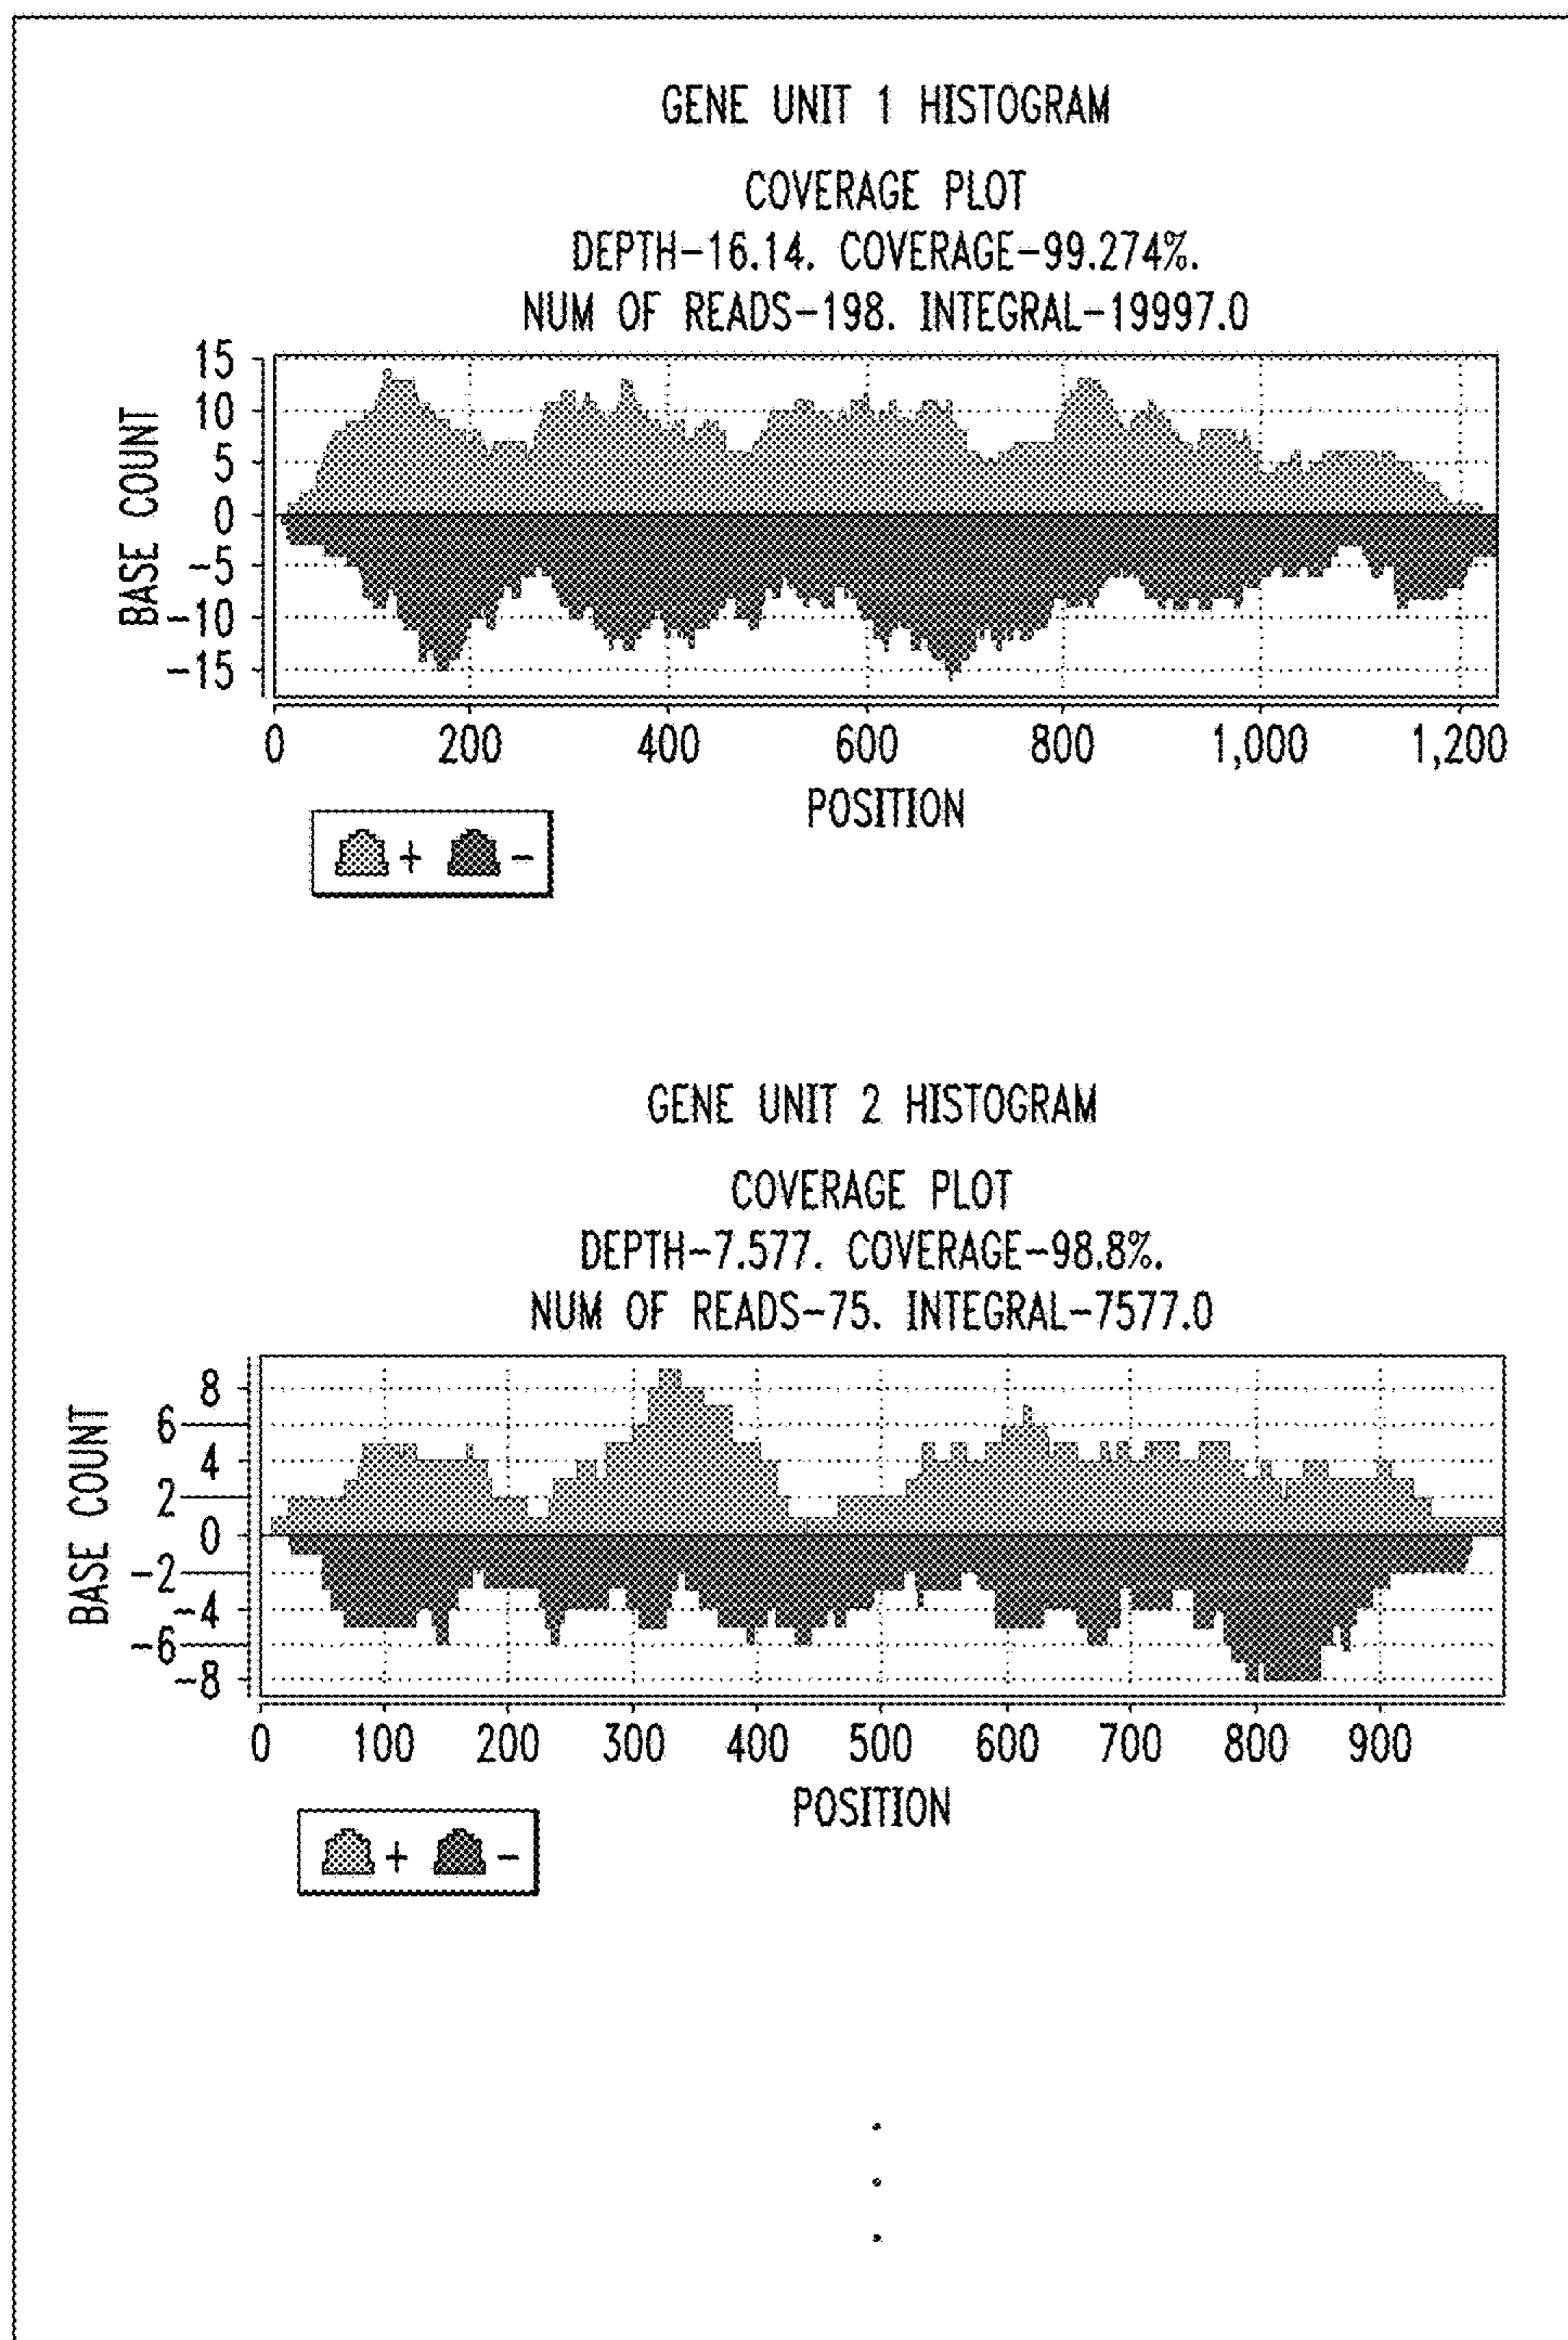 GENE UNIT 1 HISTOGRAM
COVERAGE PLOT
DEPTH-16.14. COVERAGE-99.274%.
NUM OF READS-198. INTEGRAL-19997.0
BASE COUNT
15
10
5
0
-5
-10
-15
0 200 400 600 800 1,000 1,200
POSITION
+ -
GENE UNIT 2 HISTOGRAM
COVERAGE PLOT
DEPTH-7.577. COVERAGE-98.8%.
NUM OF READS-75. INTEGRAL-7577.0
BASE COUNT
8
6
4
2
0
-2
-4
-6
-8
0 100 200 300 400 500 600 700 800 900
POSITION
+ -